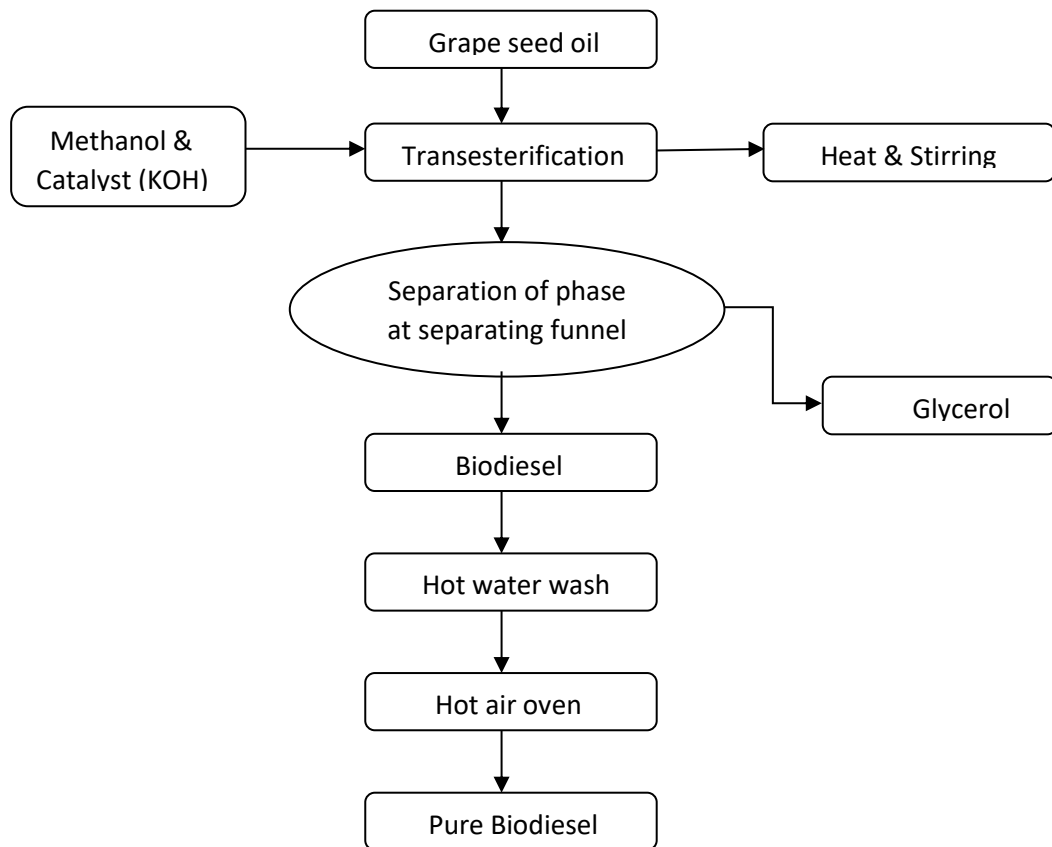 Grape seed oil
Methanol &
Catalyst (KOH)
Transesterification
Heat & Stirring
Separation of phase
at separating funnel
Glycerol
Biodiesel
Hot water wash
Hot air oven
Pure Biodiesel